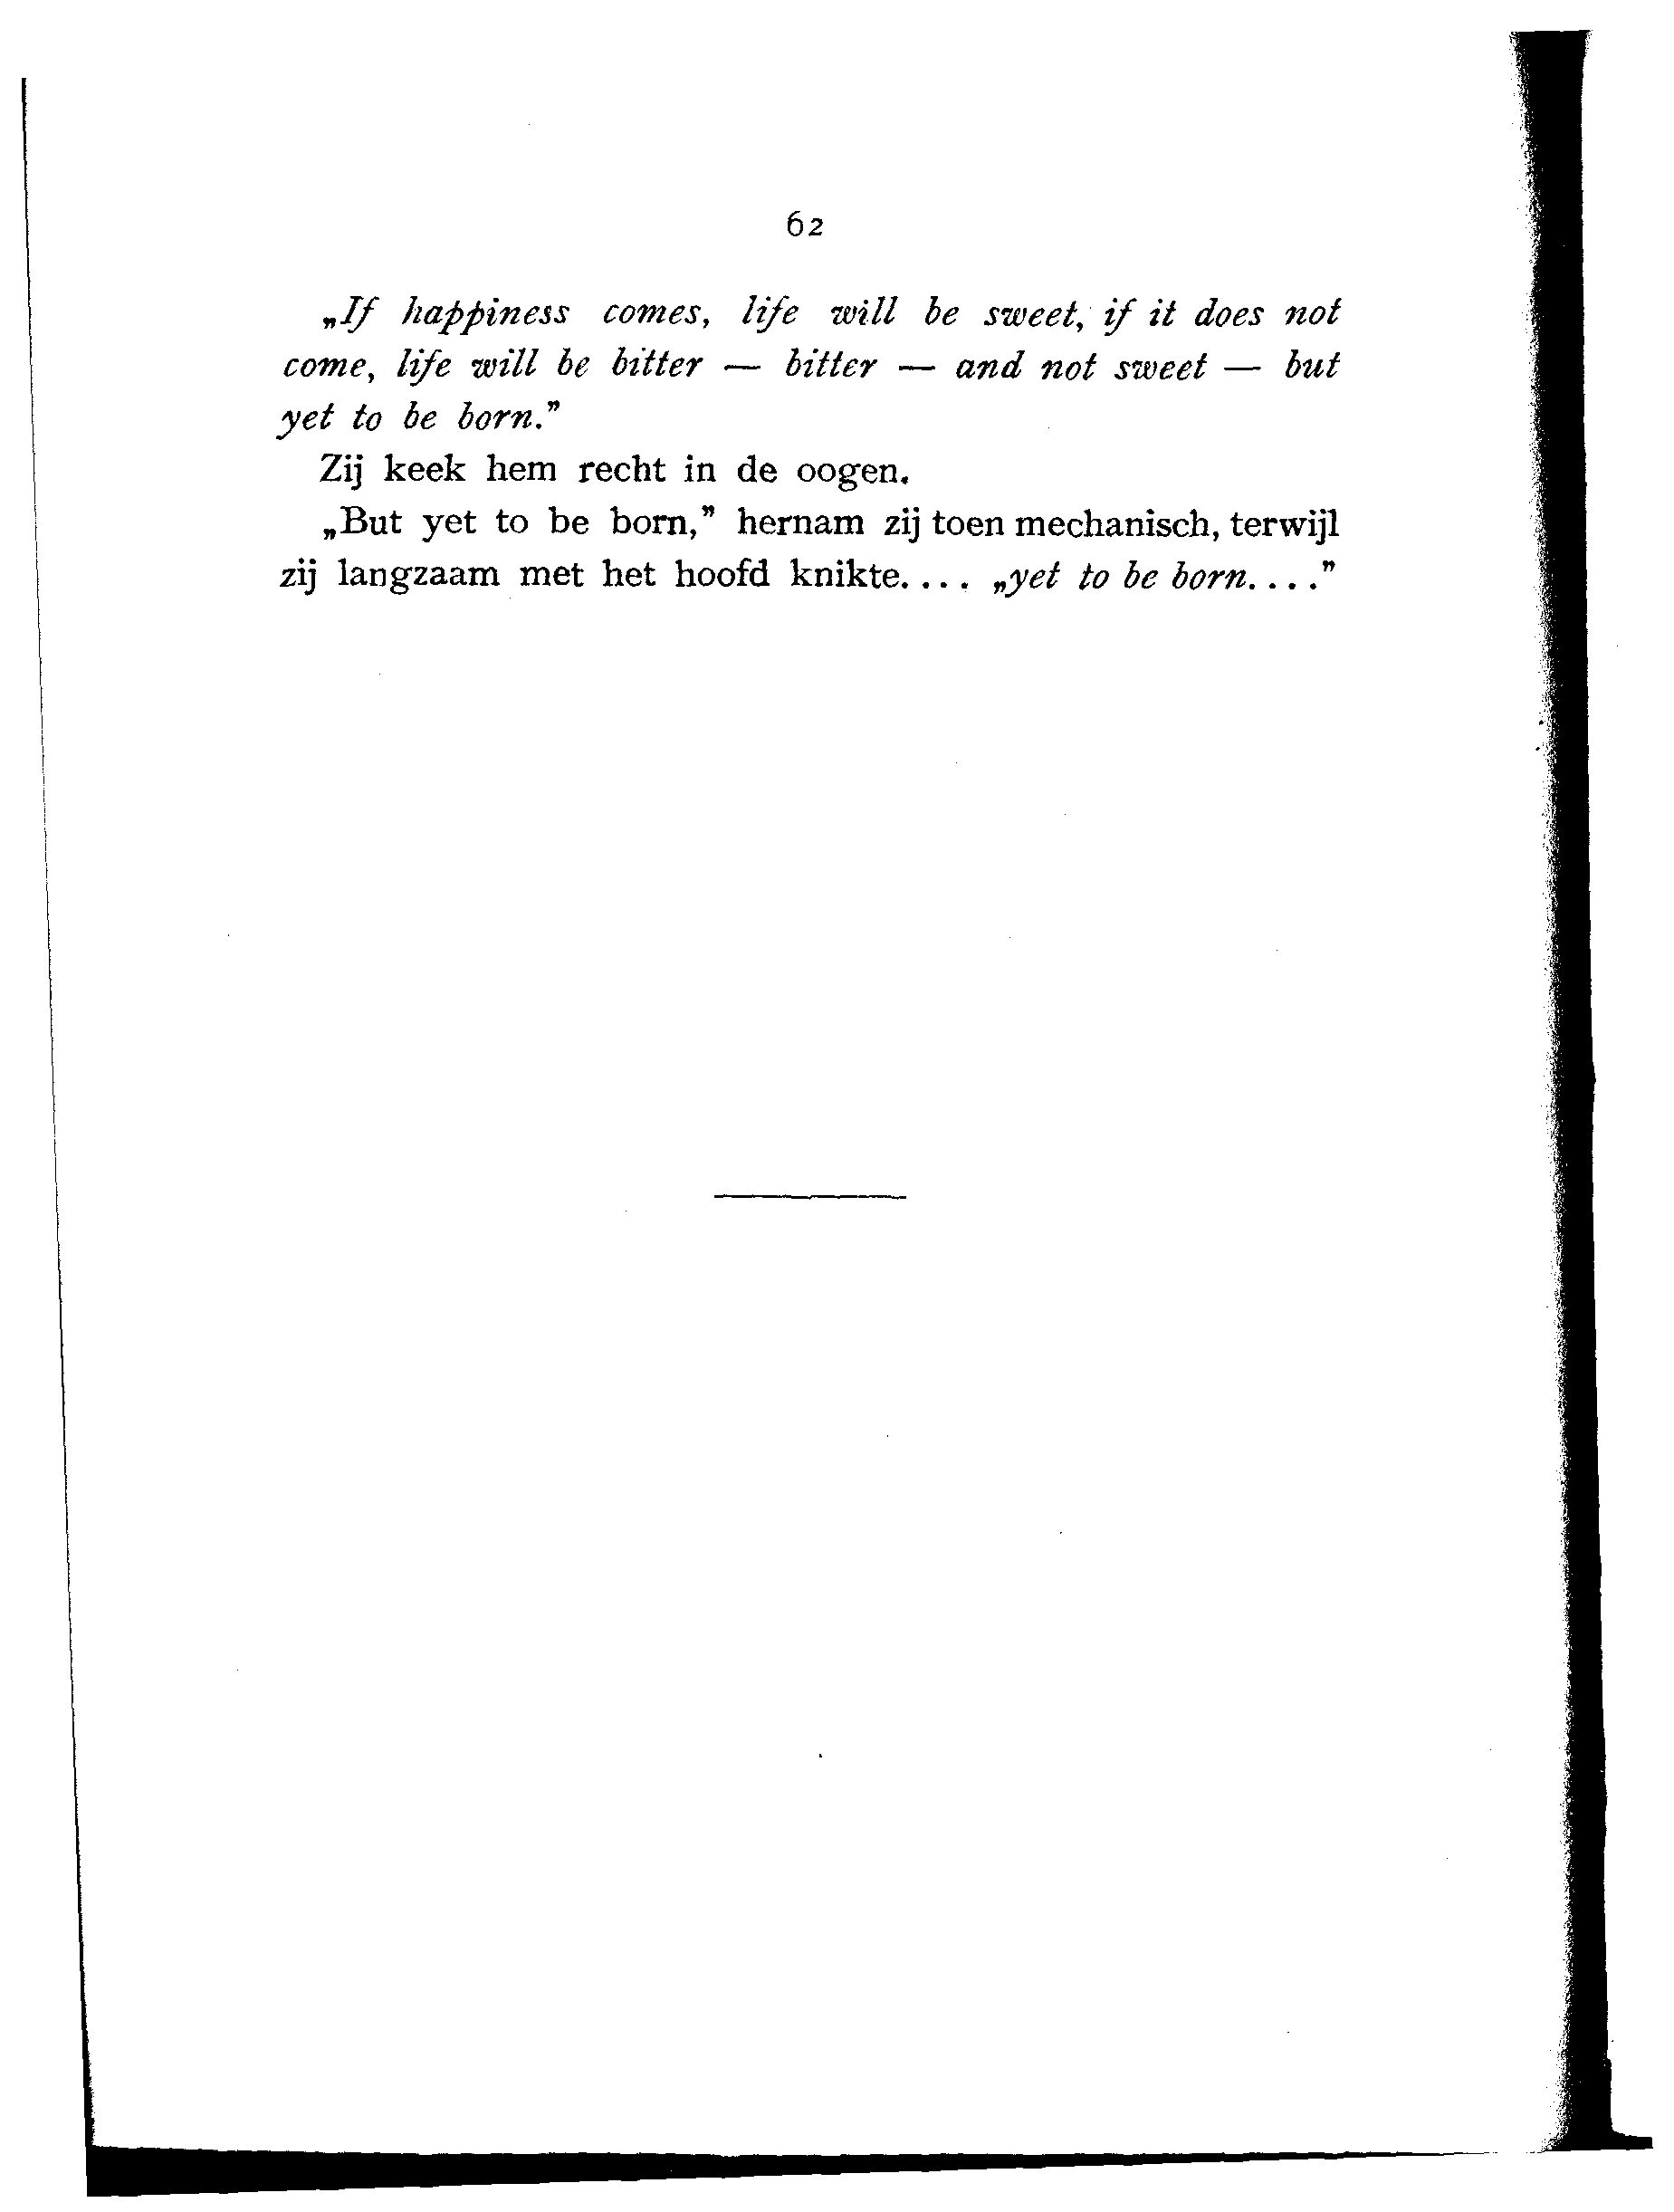 62
„If happiness comes, life will be sweet, if it does not
come, life will be bitter — bitter — and not sweet — but
yet to be born.”
Zij keek hem recht in de oogen.
„But yet to be born,” hernam zij toen mechanisch, terwijl
zij langzaam met het hoofd knikte.... „yet to be born....”